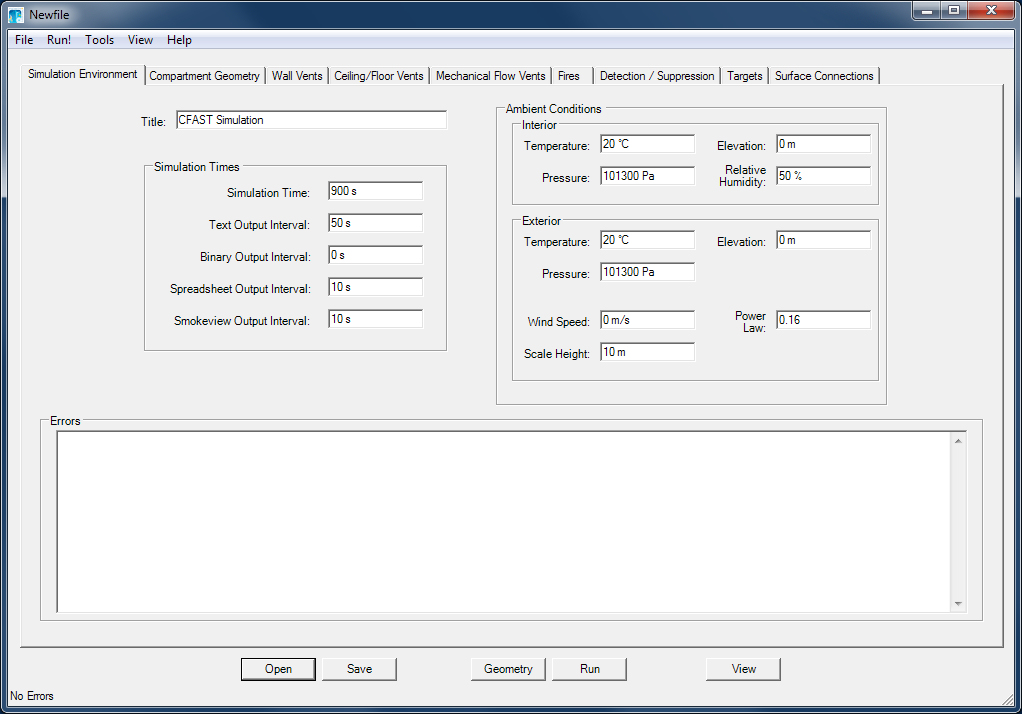 Newfile
File Run! Tools View Help
Simulation Environment Compartment Geometry Wall Vents Ceiling/Floor Vents Mechanical Flow Vents Fires Detection / Suppression Targets Surface Connections
Title: CFAST Simulation
Simulation Times
Simulation Time: 900 s
Text Output Interval: 50 s
Binary Output Interval: 0 s
Spreadsheet Output Interval: 10 s
Smokeview Output Interval: 10 s
Ambient Conditions
Interior
Temperature: 20 °C Elevation: 0 m
Pressure: 101300 Pa Relative Humidity: 50 %
Exterior
Temperature: 20 °C Elevation: 0 m
Pressure: 101300 Pa
Wind Speed: 0 m/s Power Law: 0.16
Scale Height: 10 m
Errors
Open Save Geometry Run View
No Errors